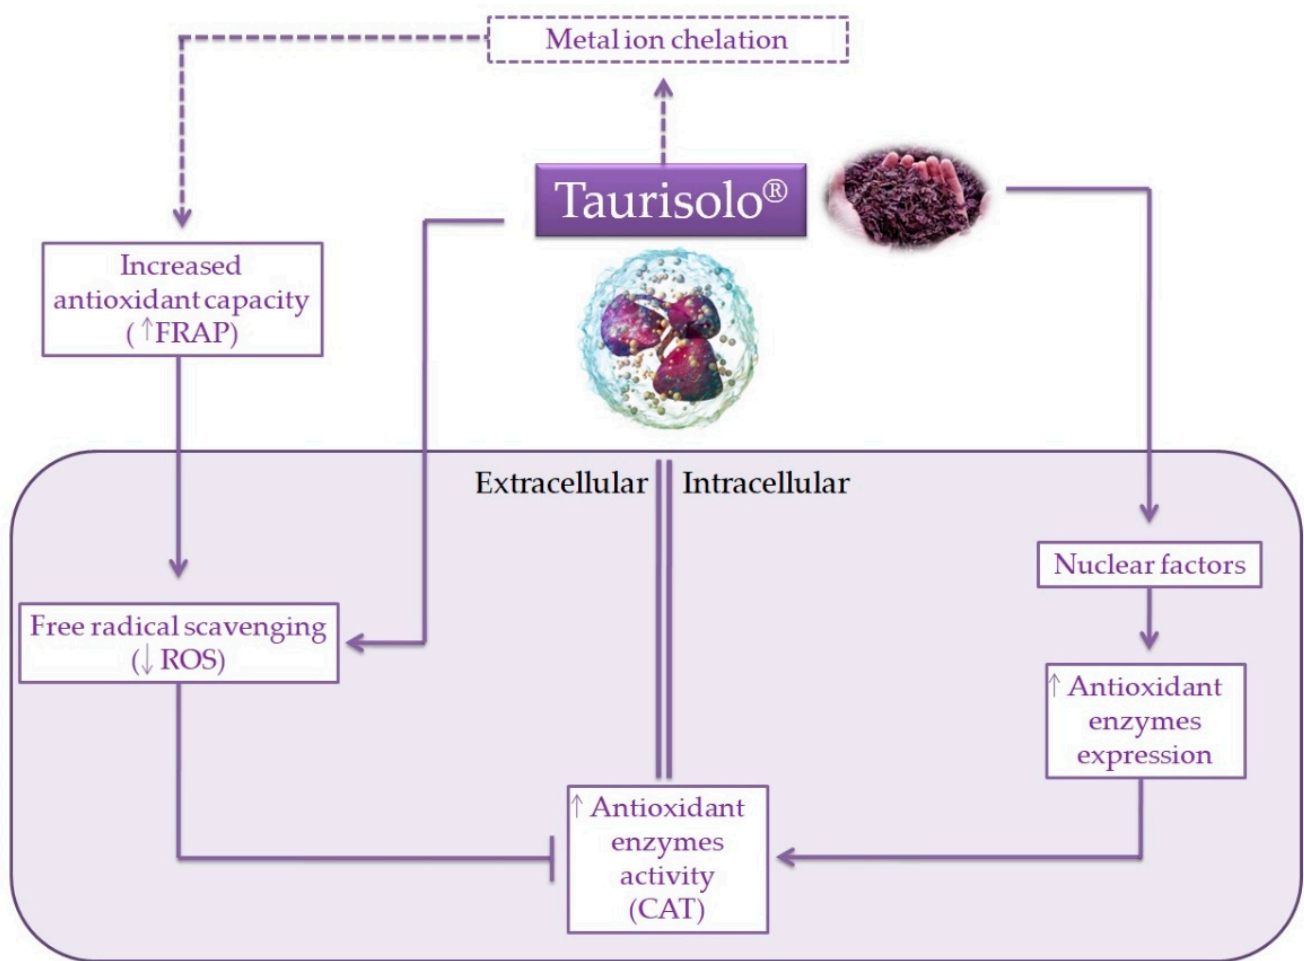 Metal ion chelation
Taurisolo®
Increased
antioxidant capacity
(↑FRAP)
Extracellular
Intracellular
Nuclear factors
Free radical scavenging
(↓ ROS)
↑ Antioxidant
enzymes
expression
↑ Antioxidant
enzymes
activity
(CAT)